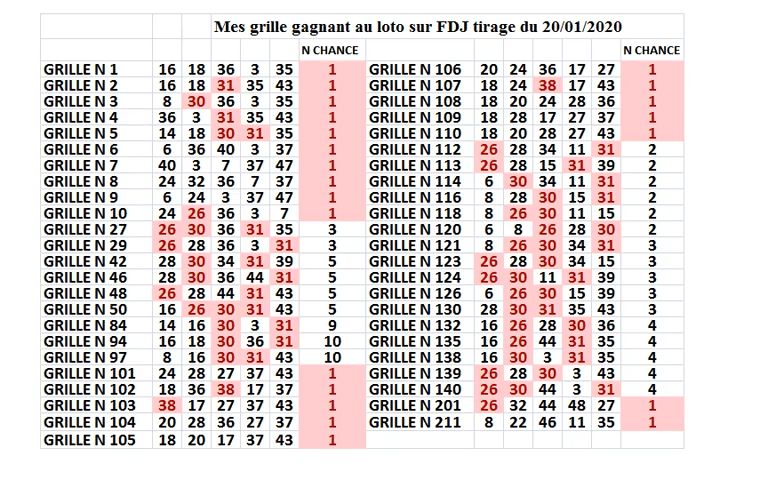 Mes grille gagnant au loto sur FDJ tirage du 20/01/2020
N CHANCE N CHANCE
GRILLE N 1 16 18 36 3 35 1 GRILLE N 106 20 24 36 17 27 1
GRILLE N 2 16 18 31 35 43 1 GRILLE N 107 18 24 38 17 43 1
GRILLE N 3 8 30 36 3 35 1 GRILLE N 108 18 20 24 28 36 1
GRILLE N 4 36 3 31 35 43 1 GRILLE N 109 18 28 17 27 37 1
GRILLE N 5 14 18 30 31 35 1 GRILLE N 110 18 20 28 27 43 1
GRILLE N 6 6 36 40 3 37 1 GRILLE N 112 26 28 34 11 31 2
GRILLE N 7 40 3 7 37 47 1 GRILLE N 113 26 28 15 31 39 2
GRILLE N 8 24 32 36 7 37 1 GRILLE N 114 6 30 34 11 31 2
GRILLE N 9 6 24 3 37 47 1 GRILLE N 116 8 28 30 15 31 2
GRILLE N 10 24 26 36 3 7 1 GRILLE N 118 8 26 30 11 15 2
GRILLE N 27 26 30 36 31 35 3 GRILLE N 120 6 8 26 28 30 2
GRILLE N 29 26 28 36 3 31 3 GRILLE N 121 8 26 30 34 31 3
GRILLE N 42 28 30 34 31 39 5 GRILLE N 123 26 28 30 34 15 3
GRILLE N 46 28 30 36 44 31 5 GRILLE N 124 26 30 11 31 39 3
GRILLE N 48 26 28 44 31 43 5 GRILLE N 126 6 26 30 15 39 3
GRILLE N 50 16 26 30 31 43 5 GRILLE N 130 28 30 31 35 43 3
GRILLE N 84 14 16 30 3 31 9 GRILLE N 132 16 26 28 30 36 4
GRILLE N 94 16 18 30 36 31 10 GRILLE N 135 16 26 44 31 35 4
GRILLE N 97 8 16 30 31 43 10 GRILLE N 138 16 30 3 31 35 4
GRILLE N 101 24 28 27 37 43 1 GRILLE N 139 26 28 30 3 43 4
GRILLE N 102 18 36 38 17 37 1 GRILLE N 140 26 30 44 3 31 4
GRILLE N 103 38 17 27 37 43 1 GRILLE N 201 26 32 44 48 27 1
GRILLE N 104 20 28 36 27 37 1 GRILLE N 211 8 22 46 11 35 1
GRILLE N 105 18 20 17 37 43 1